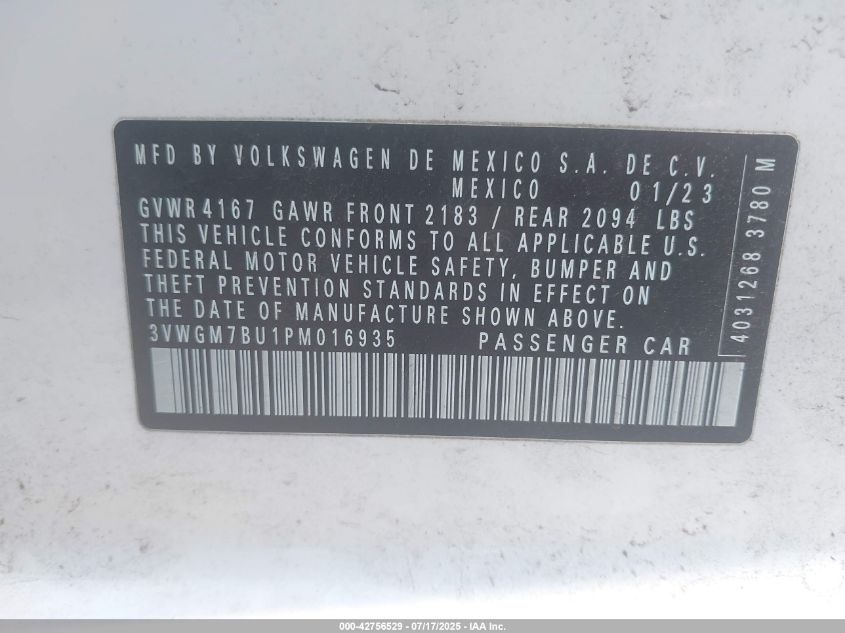 MFD BY VOLKSWAGEN DE MEXICO S.A. DE C.V.
MEXICO 01/23
GVWR 4167 GAWR FRONT 2183 / REAR 2094 LBS
THIS VEHICLE CONFORMS TO ALL APPLICABLE U.S.
FEDERAL MOTOR VEHICLE SAFETY, BUMPER AND
THEFT PREVENTION STANDARDS IN EFFECT ON
THE DATE OF MANUFACTURE SHOWN ABOVE.
3VWGM7BU1PM016935 PASSENGER CAR
4031268 3780 M
000-42756529 - 07/17/2025 - IAA Inc.